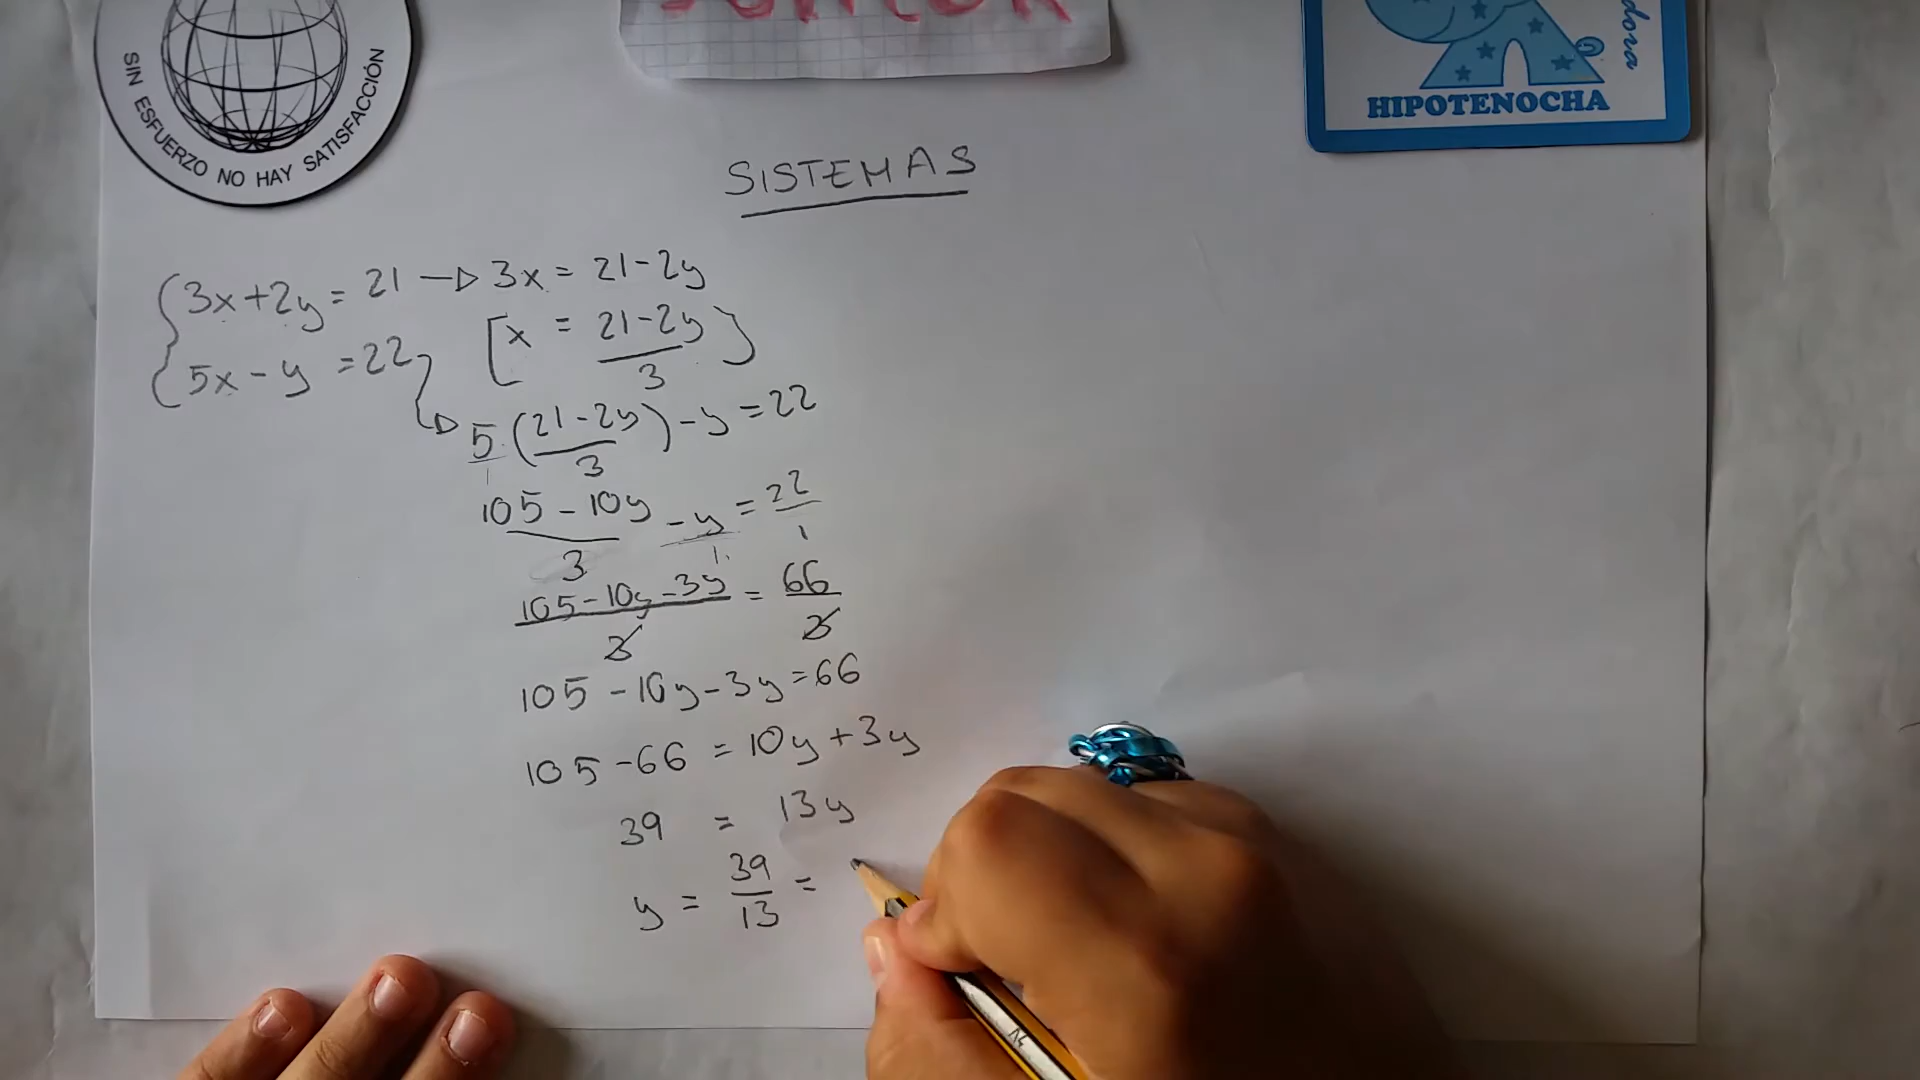 SIN ESFUERZO NO HAY SATISFACCIÓN
HIPOTENOCHA
SISTEMAS
3x+2y = 21 → 3x = 21-2y
5x - y = 22
[x = (21-2y)/3]
5/1 · ((21-2y)/3) - y = 22
(105 - 10y)/3 - y/1 = 22/1
(105-10y-3y)/3 = 66/3
105 - 10y - 3y = 66
105 - 66 = 10y + 3y
39 = 13y
y = 39/13 =